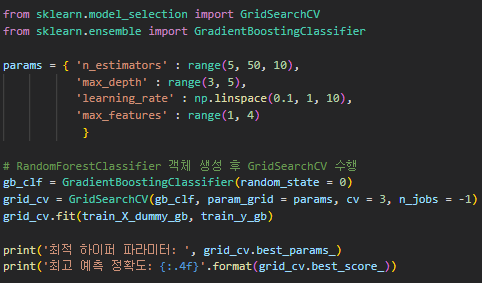 from sklearn.model_selection import GridSearchCV
from sklearn.ensemble import GradientBoostingClassifier
params = { 'n_estimators' : range(5, 50, 10),
'max_depth' : range(3, 5),
'learning_rate' : np.linspace(0.1, 1, 10),
'max_features' : range(1, 4)
}
# RandomForestClassifier 객체 생성 후 GridSearchCV 수행
gb_clf = GradientBoostingClassifier(random_state = 0)
grid_cv = GridSearchCV(gb_clf, param_grid = params, cv = 3, n_jobs = -1)
grid_cv.fit(train_X_dummy_gb, train_y_gb)
print('최적 하이퍼 파라미터: ', grid_cv.best_params_)
print('최고 예측 정확도: {:.4f}'.format(grid_cv.best_score_))